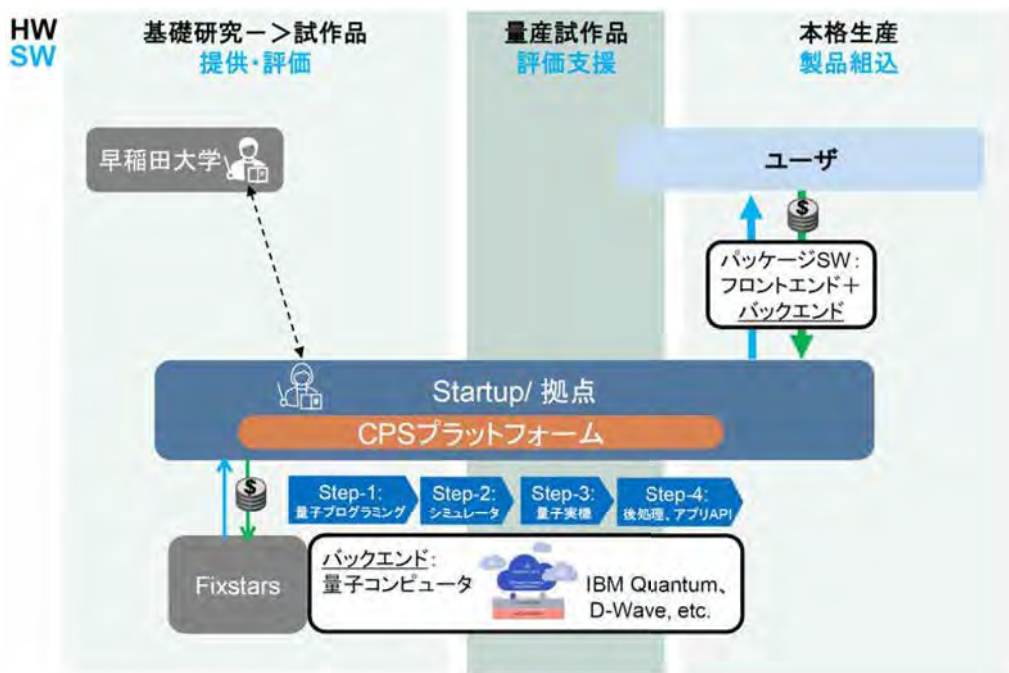 HW
SW
基礎研究ー＞試作品
提供・評価
量産試作品
評価支援
本格生産
製品組込
早稲田大学
ユーザ
$
パッケージSW：
フロントエンド＋
バックエンド
Startup/ 拠点
CPSプラットフォーム
$
Step-1:
量子プログラミング
Step-2:
シミュレータ
Step-3:
量子実機
Step-4:
後処理、アプリAPI
Fixstars
バックエンド：
量子コンピュータ
IBM Quantum、
D-Wave, etc.